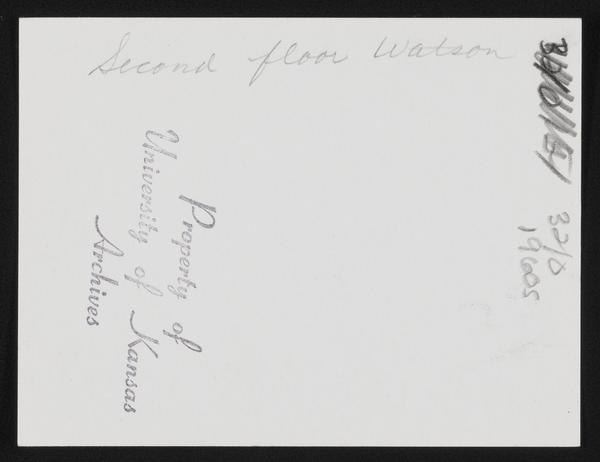 Second floor Watson
32/0
1960s
Property of
University of Kansas
Archives